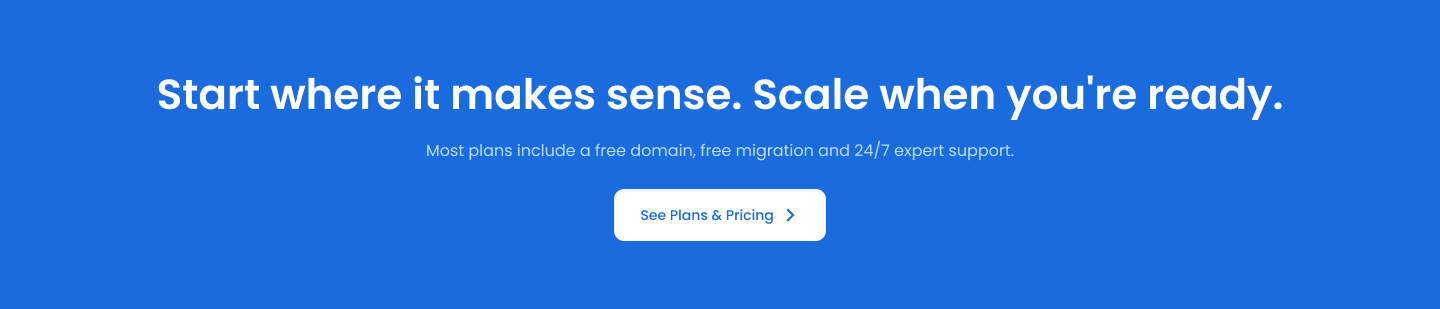 Start where it makes sense. Scale when you're ready.
Most plans include a free domain, free migration and 24/7 expert support.
See Plans & Pricing